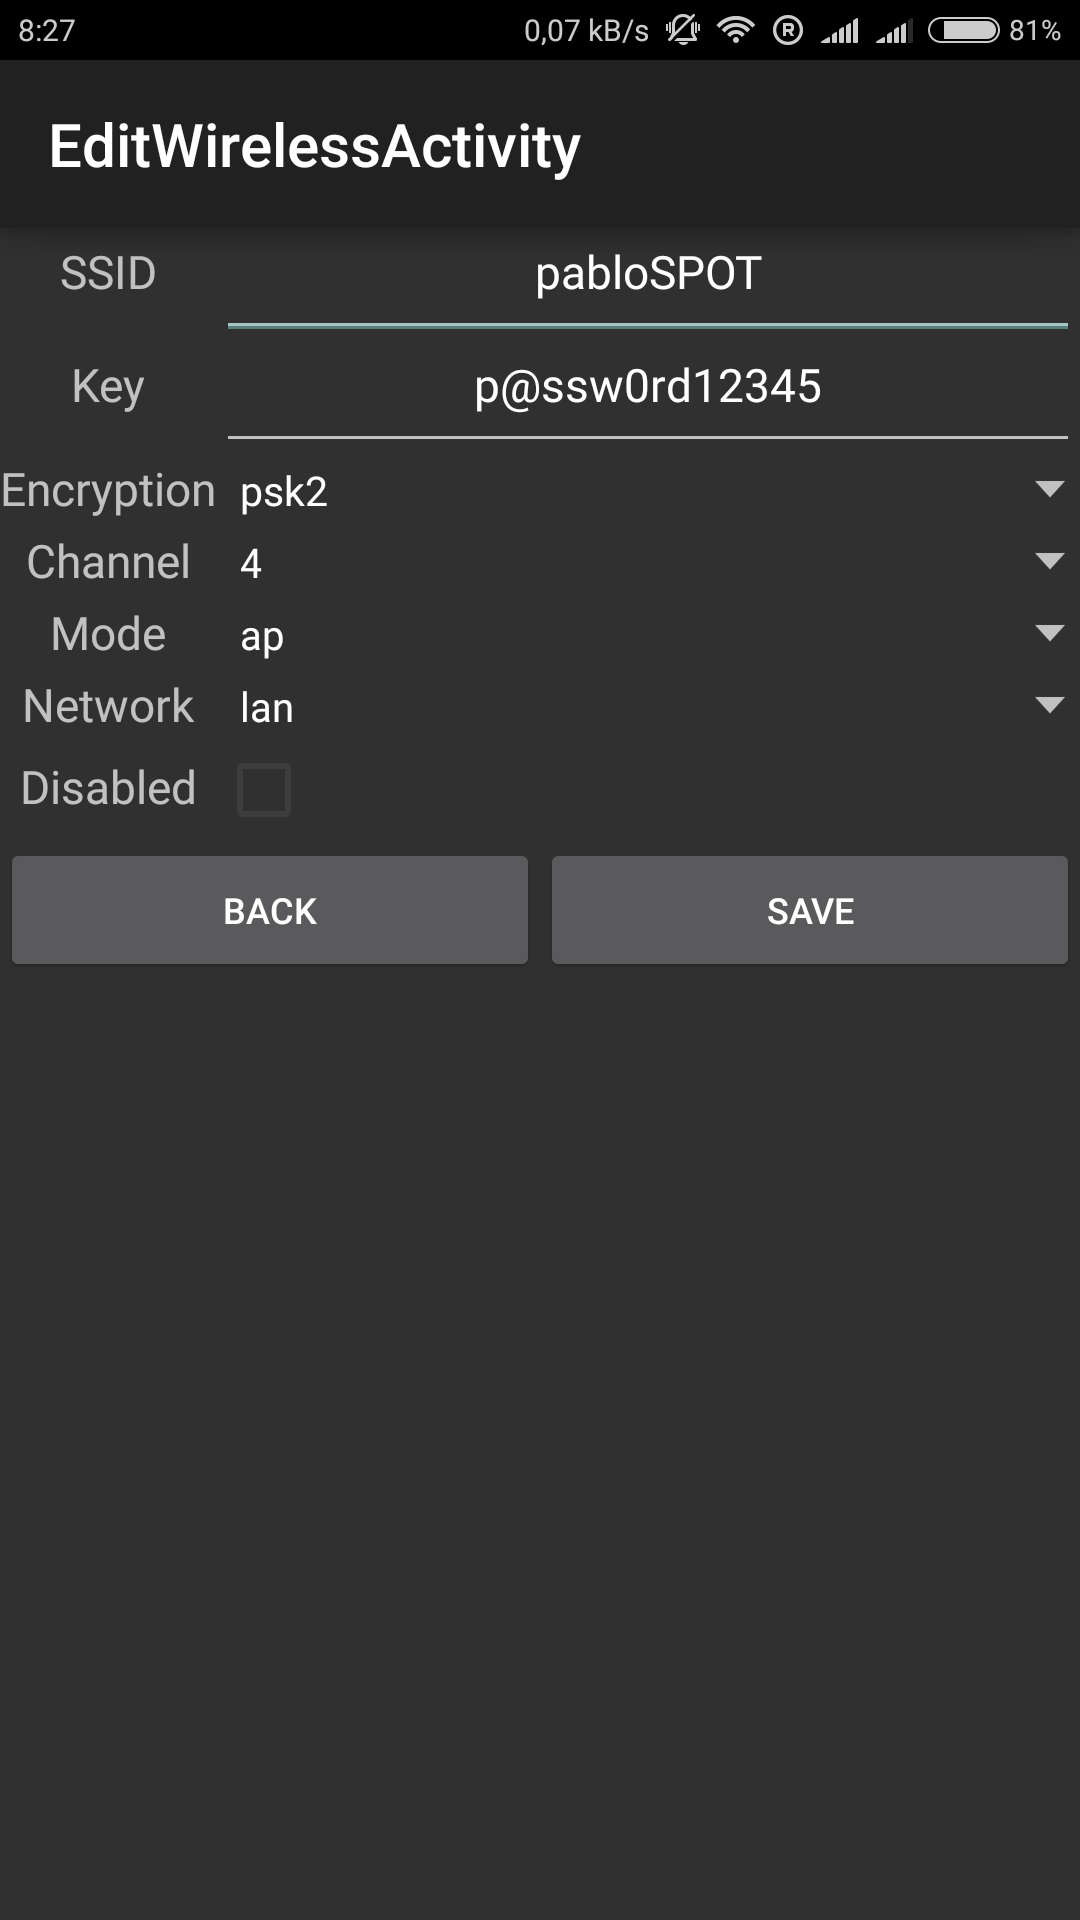 8:27 0,07 kB/s R 81%
EditWirelessActivity
SSID pabloSPOT
Key p@ssw0rd12345
Encryption psk2
Channel 4
Mode ap
Network lan
Disabled
BACK SAVE